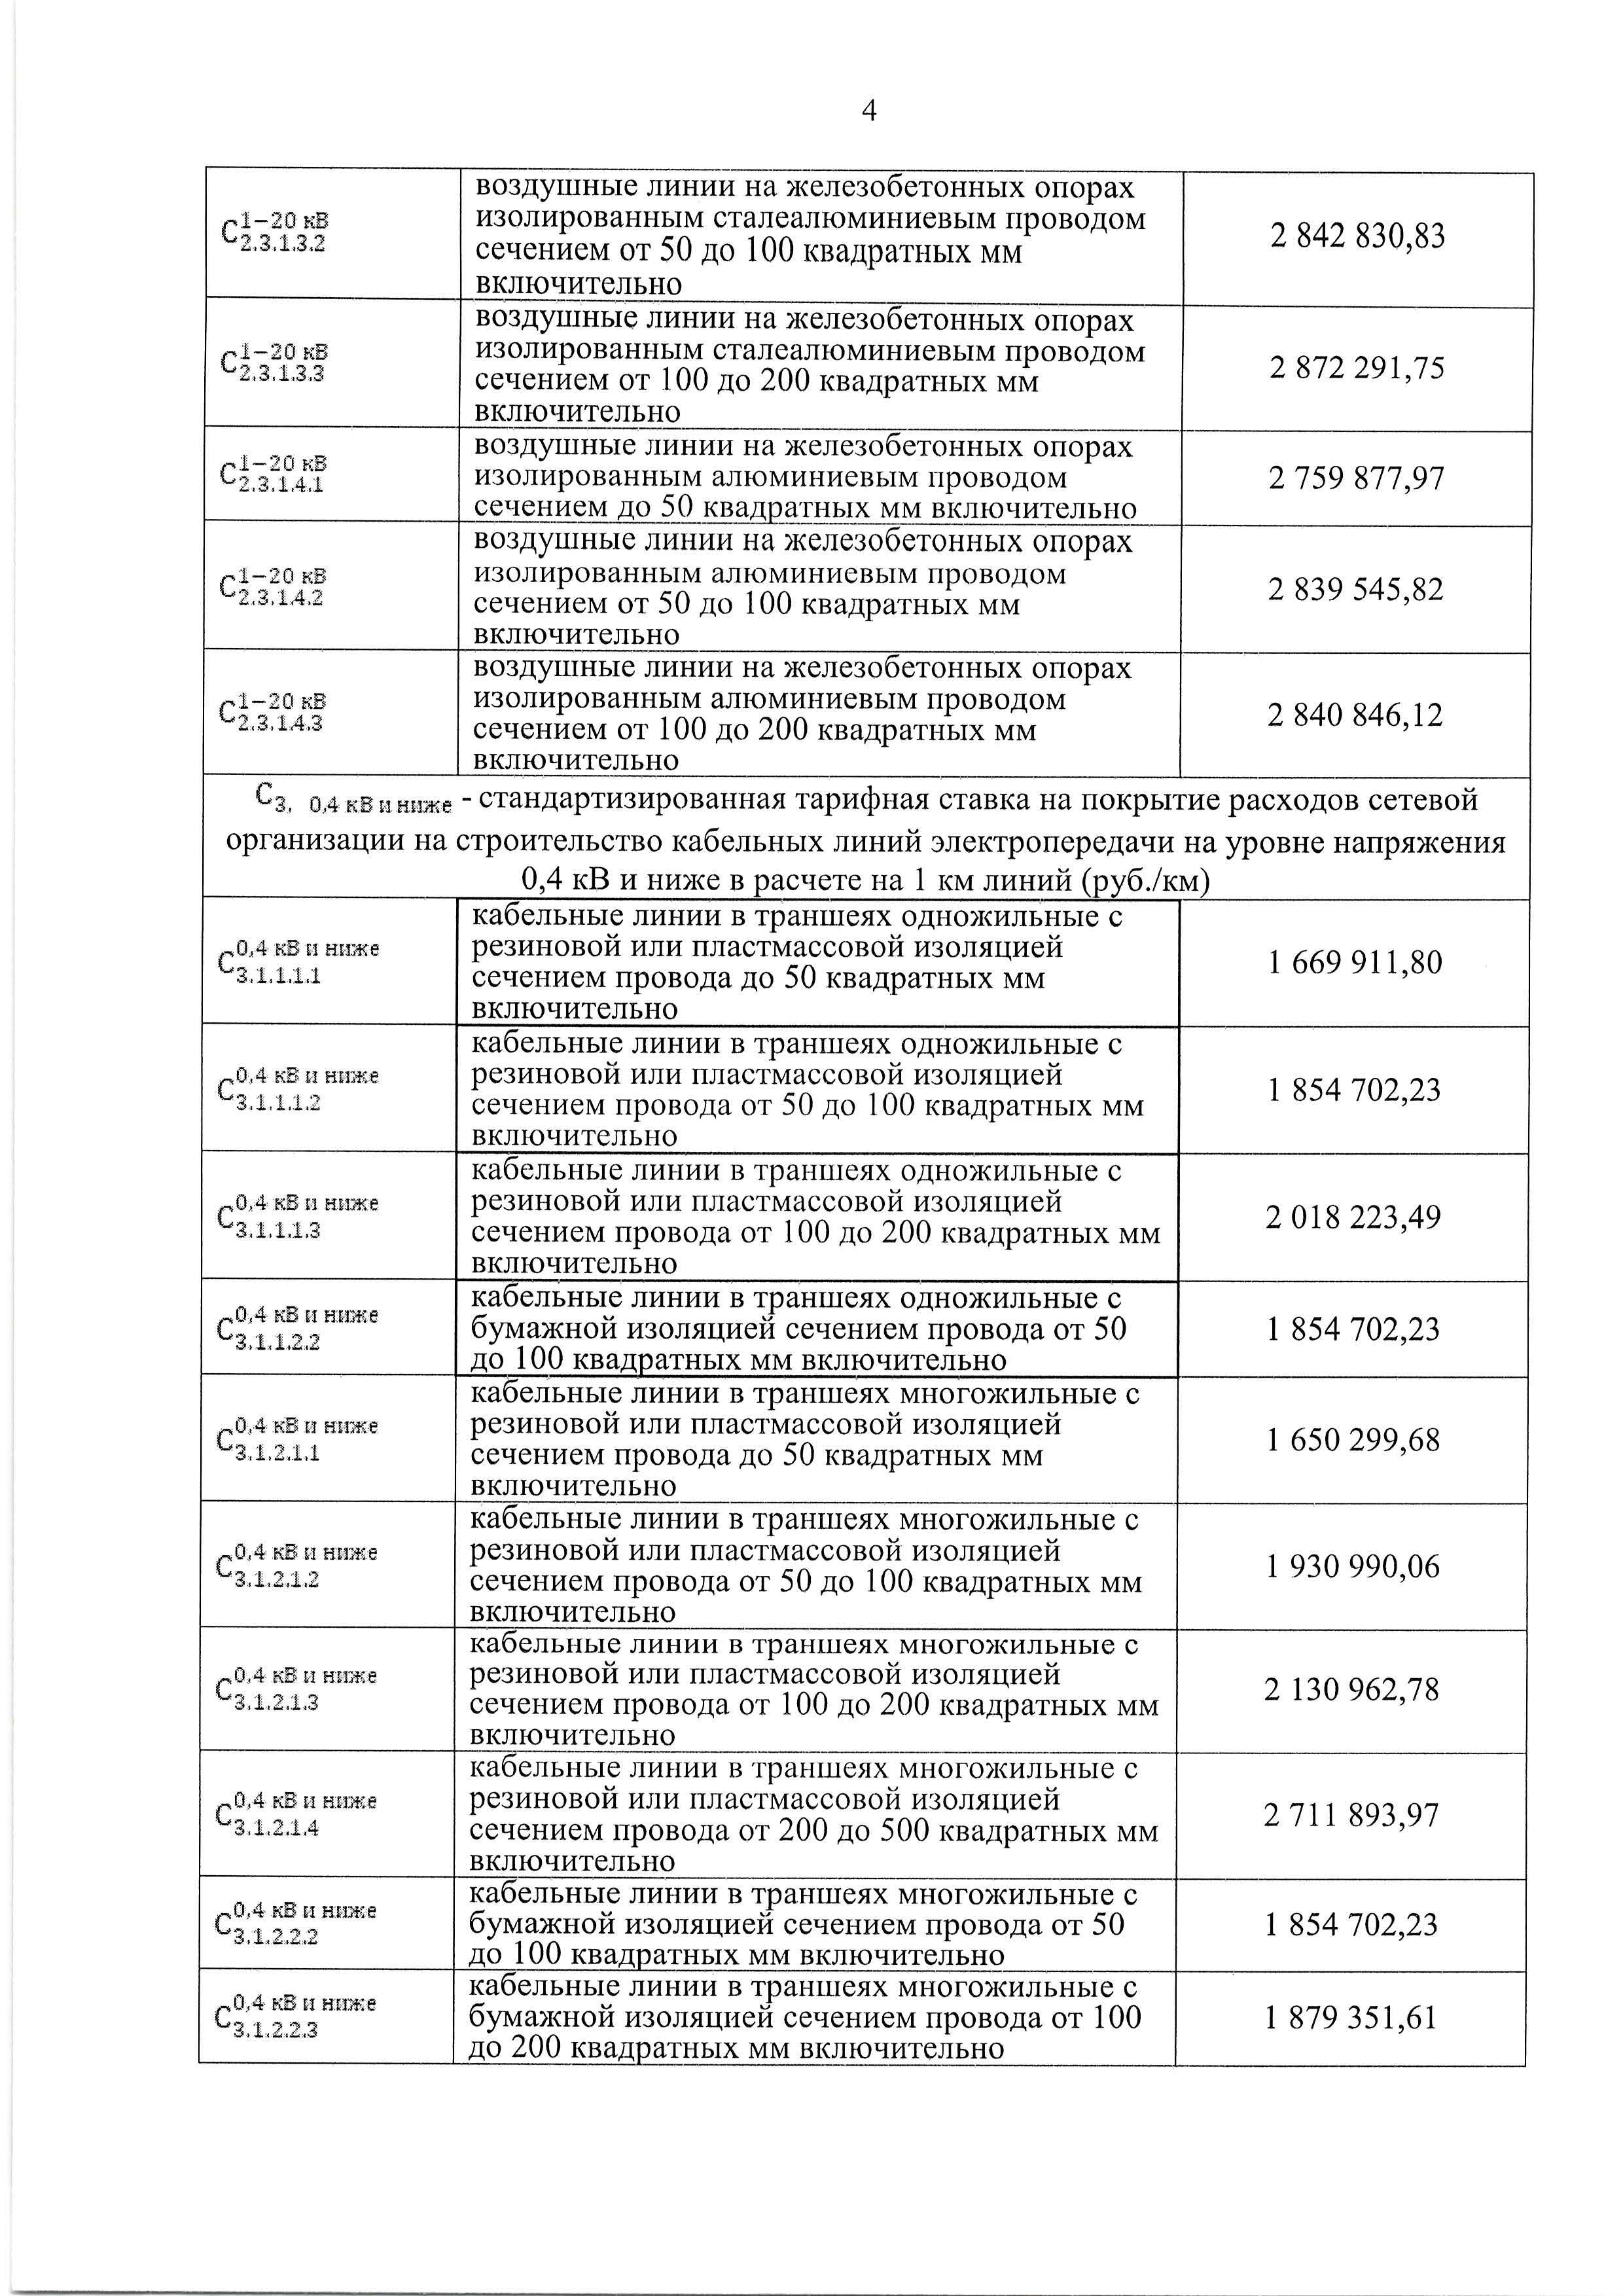 4
C 1–20 кВ 2.3.1.3.2
воздушные линии на железобетонных опорах
изолированным сталеалюминиевым проводом
сечением от 50 до 100 квадратных мм
включительно
2 842 830,83
C 1–20 кВ 2.3.1.3.3
воздушные линии на железобетонных опорах
изолированным сталеалюминиевым проводом
сечением от 100 до 200 квадратных мм
включительно
2 872 291,75
C 1–20 кВ 2.3.1.4.1
воздушные линии на железобетонных опорах
изолированным алюминиевым проводом
сечением до 50 квадратных мм включительно
2 759 877,97
C 1–20 кВ 2.3.1.4.2
воздушные линии на железобетонных опорах
изолированным алюминиевым проводом
сечением от 50 до 100 квадратных мм
включительно
2 839 545,82
C 1–20 кВ 2.3.1.4.3
воздушные линии на железобетонных опорах
изолированным алюминиевым проводом
сечением от 100 до 200 квадратных мм
включительно
2 840 846,12
C 3. 0,4 кВ и ниже - стандартизированная тарифная ставка на покрытие расходов сетевой
организации на строительство кабельных линий электропередачи на уровне напряжения
0,4 кВ и ниже в расчете на 1 км линий (руб./км)
C 0,4 кВ и ниже 3.1.1.1.1
кабельные линии в траншеях одножильные с
резиновой или пластмассовой изоляцией
сечением провода до 50 квадратных мм
включительно
1 669 911,80
C 0,4 кВ и ниже 3.1.1.1.2
кабельные линии в траншеях одножильные с
резиновой или пластмассовой изоляцией
сечением провода от 50 до 100 квадратных мм
включительно
1 854 702,23
C 0,4 кВ и ниже 3.1.1.1.3
кабельные линии в траншеях одножильные с
резиновой или пластмассовой изоляцией
сечением провода от 100 до 200 квадратных мм
включительно
2 018 223,49
C 0,4 кВ и ниже 3.1.1.2.2
кабельные линии в траншеях одножильные с
бумажной изоляцией сечением провода от 50
до 100 квадратных мм включительно
1 854 702,23
C 0,4 кВ и ниже 3.1.2.1.1
кабельные линии в траншеях многожильные с
резиновой или пластмассовой изоляцией
сечением провода до 50 квадратных мм
включительно
1 650 299,68
C 0,4 кВ и ниже 3.1.2.1.2
кабельные линии в траншеях многожильные с
резиновой или пластмассовой изоляцией
сечением провода от 50 до 100 квадратных мм
включительно
1 930 990,06
C 0,4 кВ и ниже 3.1.2.1.3
кабельные линии в траншеях многожильные с
резиновой или пластмассовой изоляцией
сечением провода от 100 до 200 квадратных мм
включительно
2 130 962,78
C 0,4 кВ и ниже 3.1.2.1.4
кабельные линии в траншеях многожильные с
резиновой или пластмассовой изоляцией
сечением провода от 200 до 500 квадратных мм
включительно
2 711 893,97
C 0,4 кВ и ниже 3.1.2.2.2
кабельные линии в траншеях многожильные с
бумажной изоляцией сечением провода от 50
до 100 квадратных мм включительно
1 854 702,23
C 0,4 кВ и ниже 3.1.2.2.3
кабельные линии в траншеях многожильные с
бумажной изоляцией сечением провода от 100
до 200 квадратных мм включительно
1 879 351,61